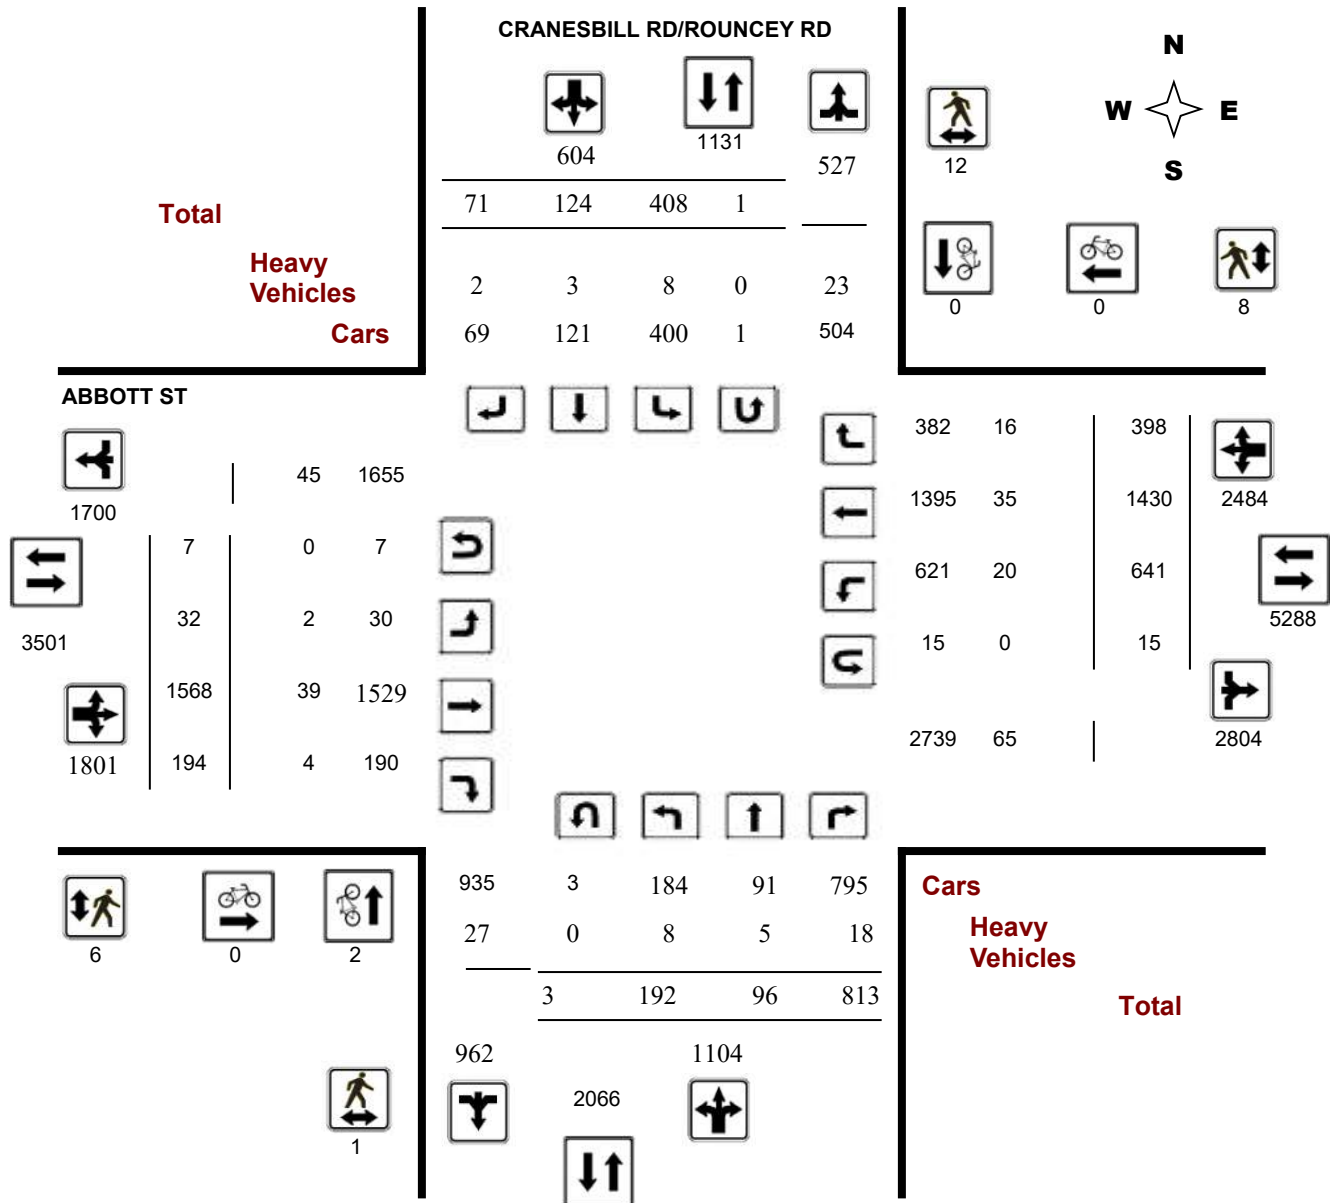 CRANESBILL RD/ROUNCEY RD
N
W E
S
604
1131
527
12
71 124 408 1
Total
Heavy
Vehicles
2 3 8 0 23
Cars
69 121 400 1 504
0 0 8
ABBOTT ST
1700
45 1655
382 16 398
1395 35 1430 2484
7 0 7
621 20 641
5288
32 2 30
3501
15 0 15
1568 39 1529
2739 65 2804
1801 194 4 190
935 3 184 91 795
Cars
27 0 8 5 18
Heavy
Vehicles
6 0 2
3 192 96 813
Total
962 1104
2066
1